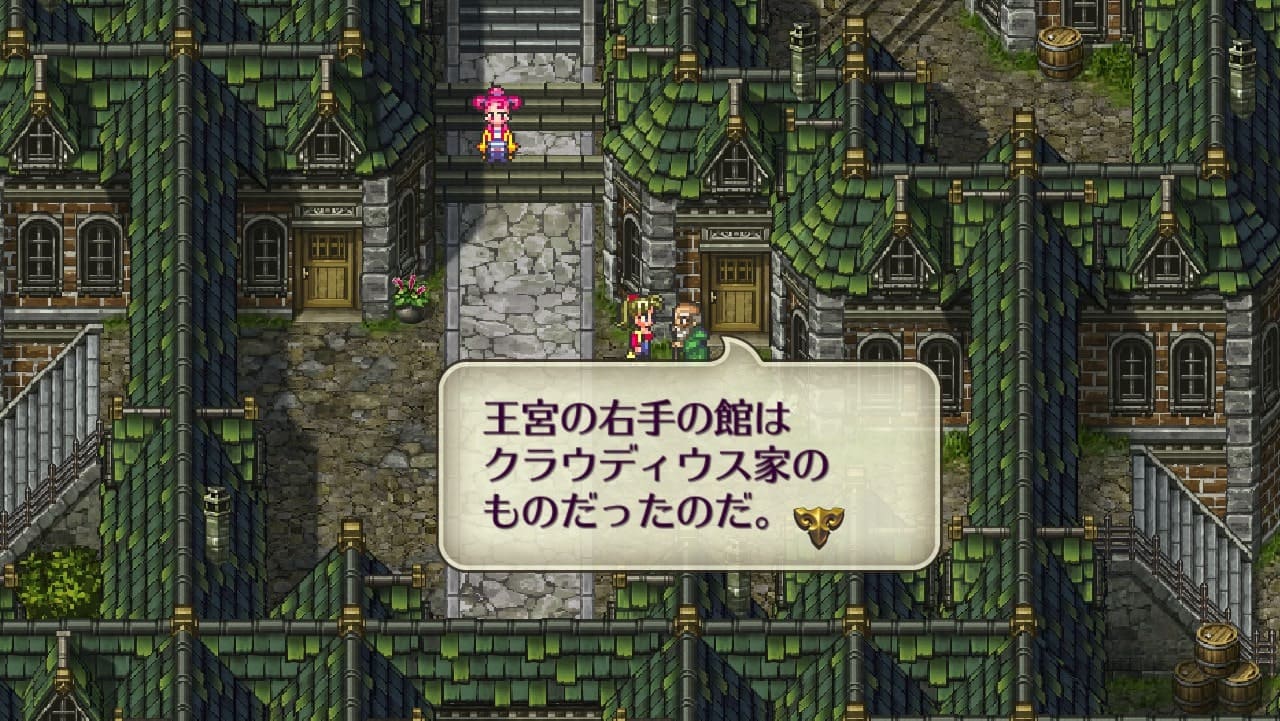 王宮の右手の館は
クラウディウス家の
ものだったのだ。